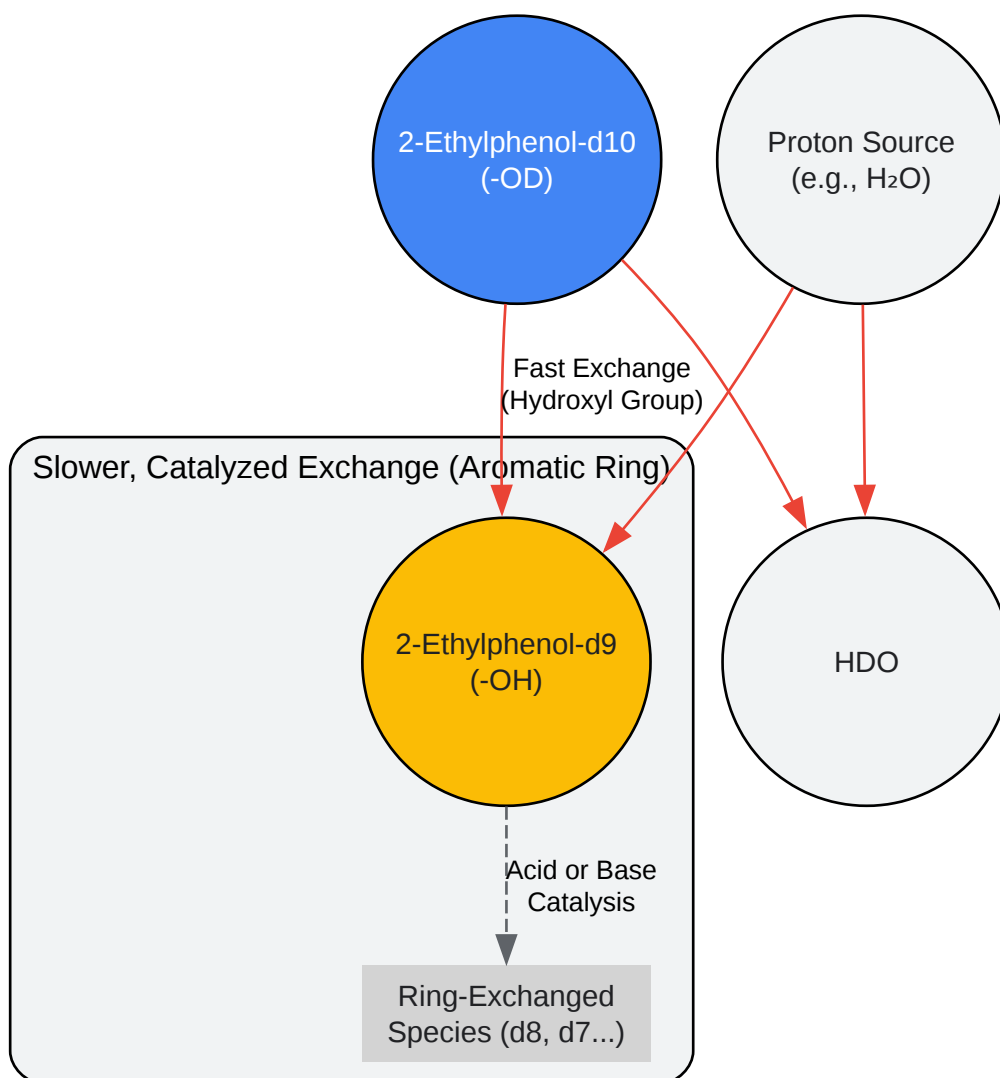 2-Ethylphenol-d10
(-OD)
Proton Source
(e.g., H₂O)
Fast Exchange
(Hydroxyl Group)
Slower, Catalyzed Exchange (Aromatic Ring)
2-Ethylphenol-d9
(-OH)
HDO
Acid or Base
Catalysis
Ring-Exchanged
Species (d8, d7...)